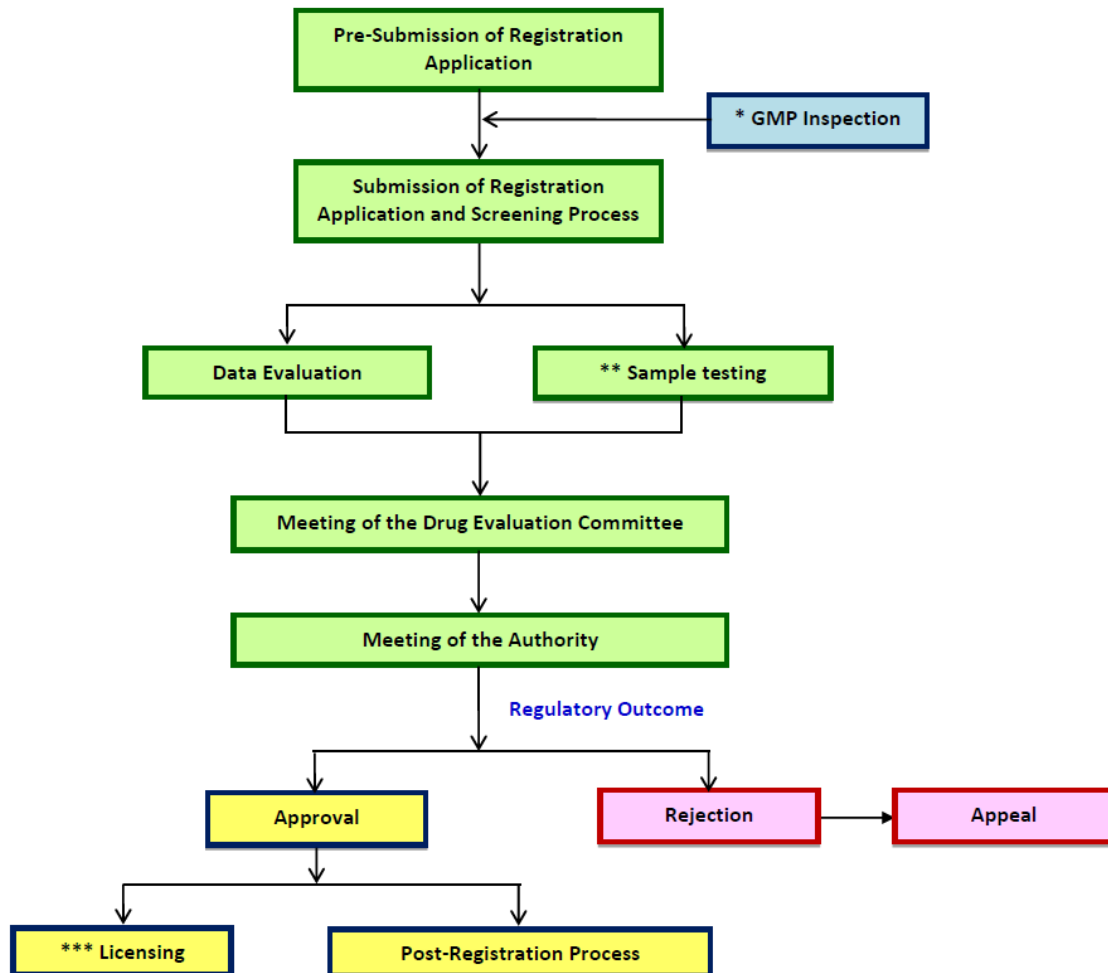 Pre-Submission of Registration
Application
* GMP Inspection
Submission of Registration
Application and Screening Process
Data Evaluation
** Sample testing
Meeting of the Drug Evaluation Committee
Meeting of the Authority
Regulatory Outcome
Approval
Rejection
Appeal
*** Licensing
Post-Registration Process